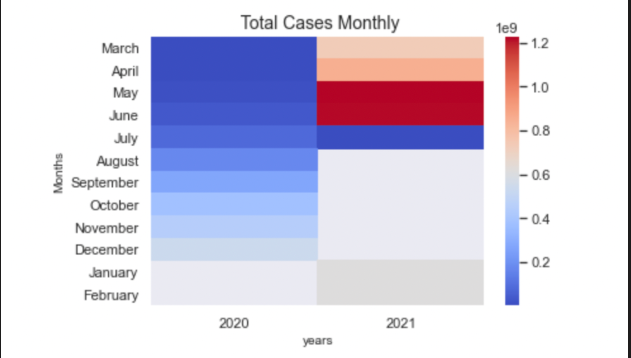 Total Cases Monthly
1e9
March
April
May
June
July
August
September
October
November
December
January
February
Months
1.2
1.0
0.8
0.6
0.4
0.2
2020
2021
years